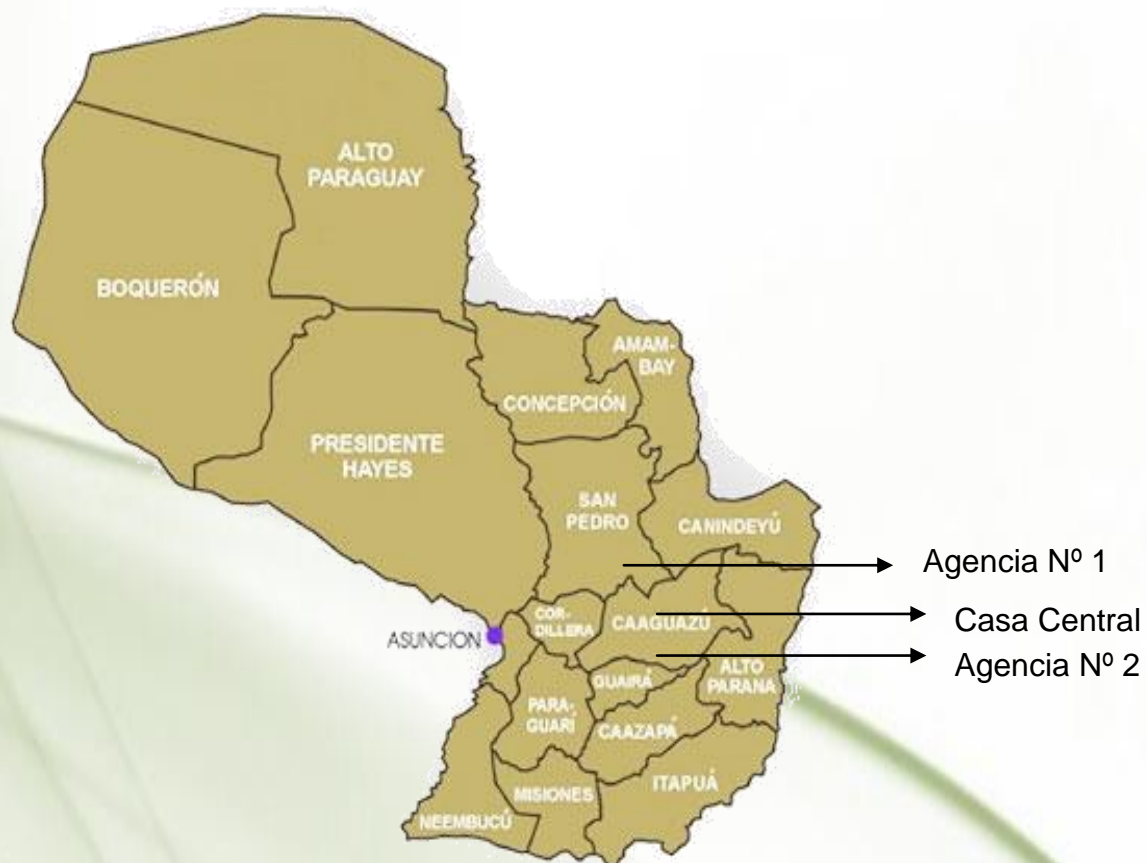 ALTO
PARAGUAY
BOQUERÓN
AMAM-
BAY
CONCEPCIÓN
PRESIDENTE
HAYES
SAN
PEDRO
CANINDEYÚ
Agencia Nº 1
COR-
DILLERA
CAAGUAZÚ
Casa Central
ASUNCION
Agencia Nº 2
GUAIRÁ
ALTO
PARANA
PARA-
GUARÍ
CAAZAPÁ
ITAPUÁ
MISIONES
NEEMBUCÚ